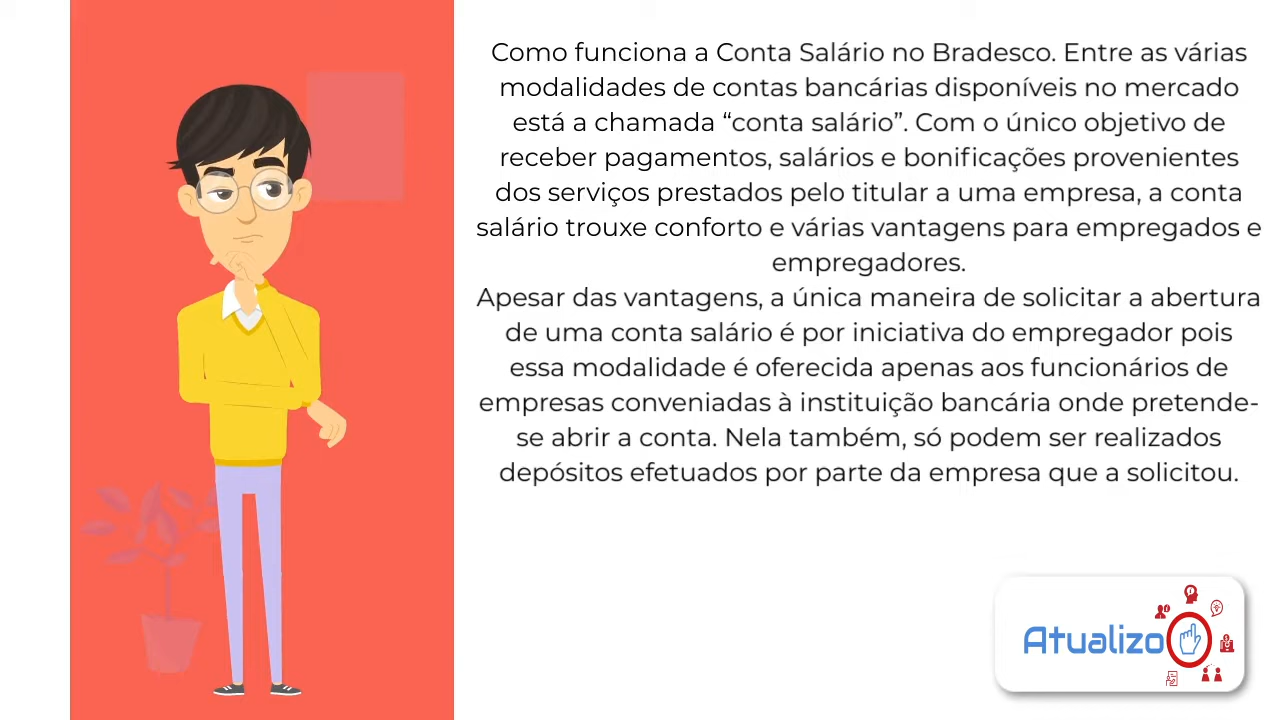 Como funciona a Conta Salário no Bradesco. Entre as várias
modalidades de contas bancárias disponíveis no mercado
está a chamada “conta salário”. Com o único objetivo de
receber pagamentos, salários e bonificações provenientes
dos serviços prestados pelo titular a uma empresa, a conta
salário trouxe conforto e várias vantagens para empregados e
empregadores.
Apesar das vantagens, a única maneira de solicitar a abertura
de uma conta salário é por iniciativa do empregador pois
essa modalidade é oferecida apenas aos funcionários de
empresas conveniadas à instituição bancária onde pretende-
se abrir a conta. Nela também, só podem ser realizados
depósitos efetuados por parte da empresa que a solicitou.
Atualizo